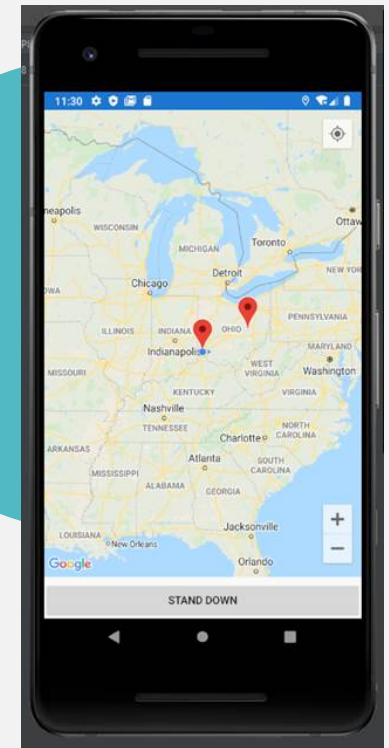 11:30
neapolis
WISCONSIN
Ottaw
MICHIGAN
Toronto
Detroit
NEW YOR
OWA
Chicago
PENNSYLVANIA
ILLINOIS
INDIANA
OHIO
Indianapolis
MARYLAND
WEST
VIRGINIA
Washington
MISSOURI
KENTUCKY
VIRGINIA
Nashville
TENNESSEE
NORTH
CAROLINA
Charlotte
ARKANSAS
Atlanta
SOUTH
CAROLINA
MISSISSIPPI
ALABAMA
GEORGIA
Jacksonville
LOUISIANA
New Orleans
Google
Orlando
STAND DOWN